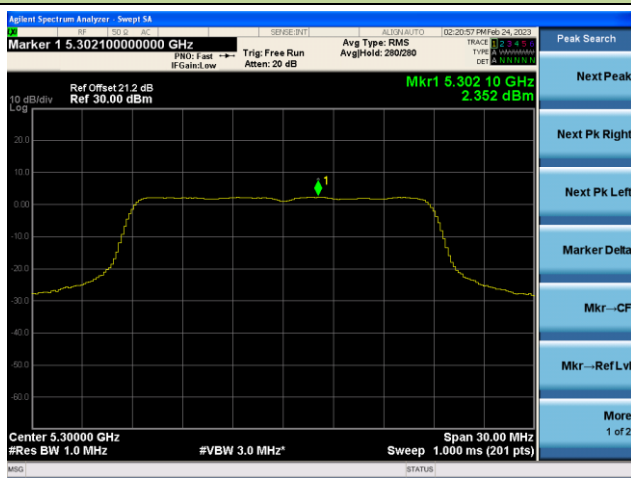 Agilent Spectrum Analyzer - Swept SA
RF 50 Ω AC SENSE:INT ALIGN AUTO 02:20:57 PM Feb 24, 2023
Marker 1 5.302100000000 GHz
PNO: Fast
IFGain:Low
Trig: Free Run
Atten: 20 dB
Avg Type: RMS
Avg|Hold: 280/280
TRACE 1 2 3 4 5 6
TYPE A WWWWW
DET A N N N N N
Peak Search
Ref Offset 21.2 dB
10 dB/div Ref 30.00 dBm
Log
Mkr1 5.302 10 GHz
2.352 dBm
20.0
10.0
0.00
-10.0
-20.0
-30.0
-40.0
-50.0
-60.0
1
Next Peak
Next Pk Right
Next Pk Left
Marker Delta
Mkr→CF
Mkr→Ref Lvl
More
1 of 2
Center 5.30000 GHz Span 30.00 MHz
#Res BW 1.0 MHz #VBW 3.0 MHz* Sweep 1.000 ms (201 pts)
MSG STATUS